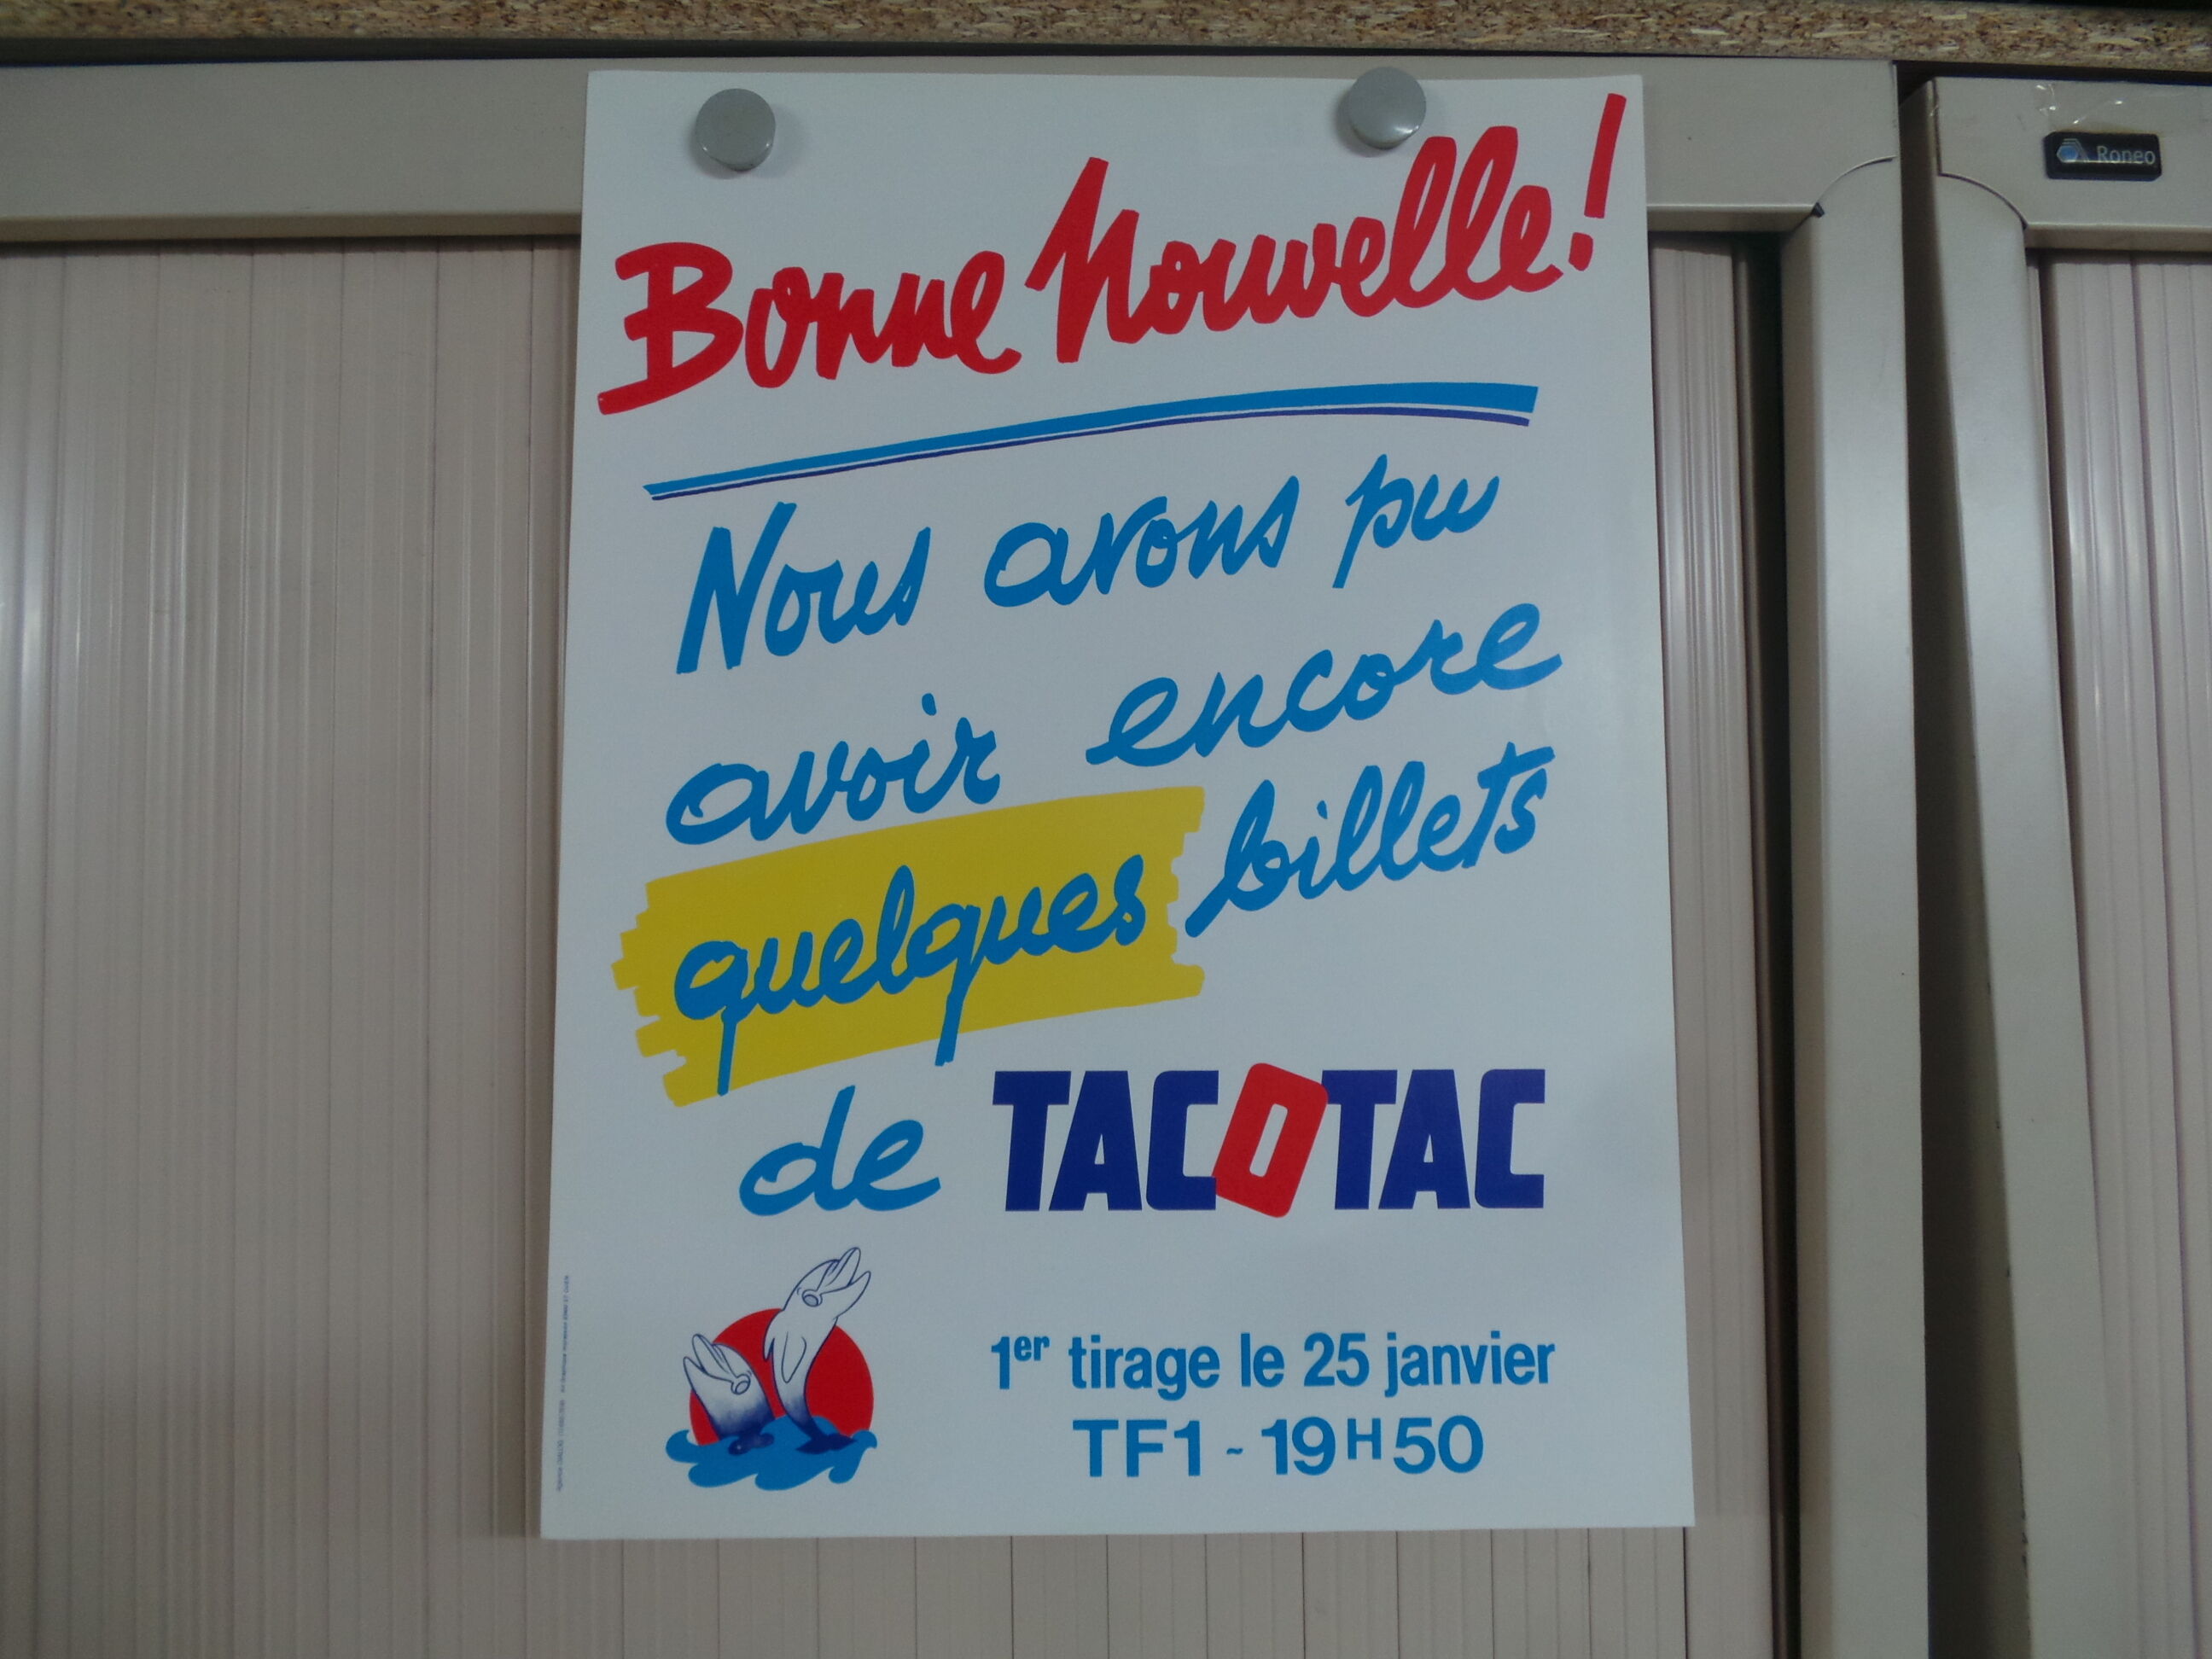 Bonne Nouvelle!
Nous avons pu
avoir encore
quelques billets
de TACOTAC
1er tirage le 25 janvier
TF1 - 19H50
Roneo